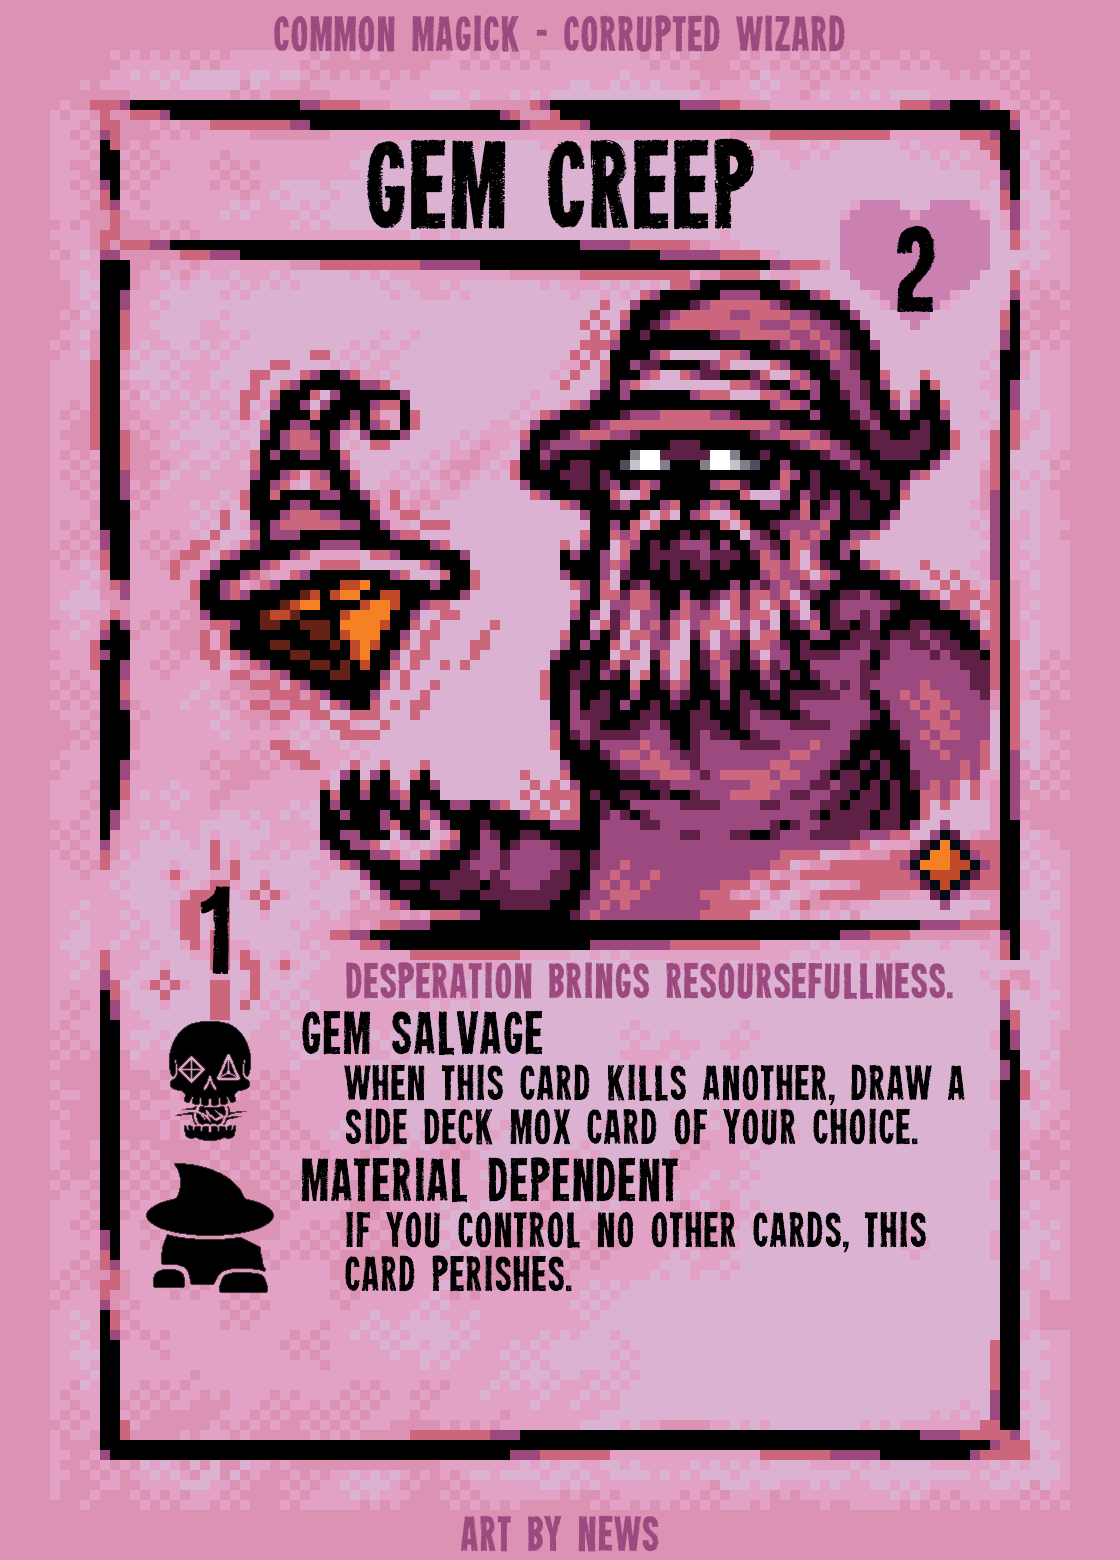 COMMON MAGICK - CORRUPTED WIZARD
GEM CREEP
2
1
DESPERATION BRINGS RESOURSEFULLNESS.
GEM SALVAGE
WHEN THIS CARD KILLS ANOTHER, DRAW A
SIDE DECK MOX CARD OF YOUR CHOICE.
MATERIAL DEPENDENT
IF YOU CONTROL NO OTHER CARDS, THIS
CARD PERISHES.
ART BY NEWS